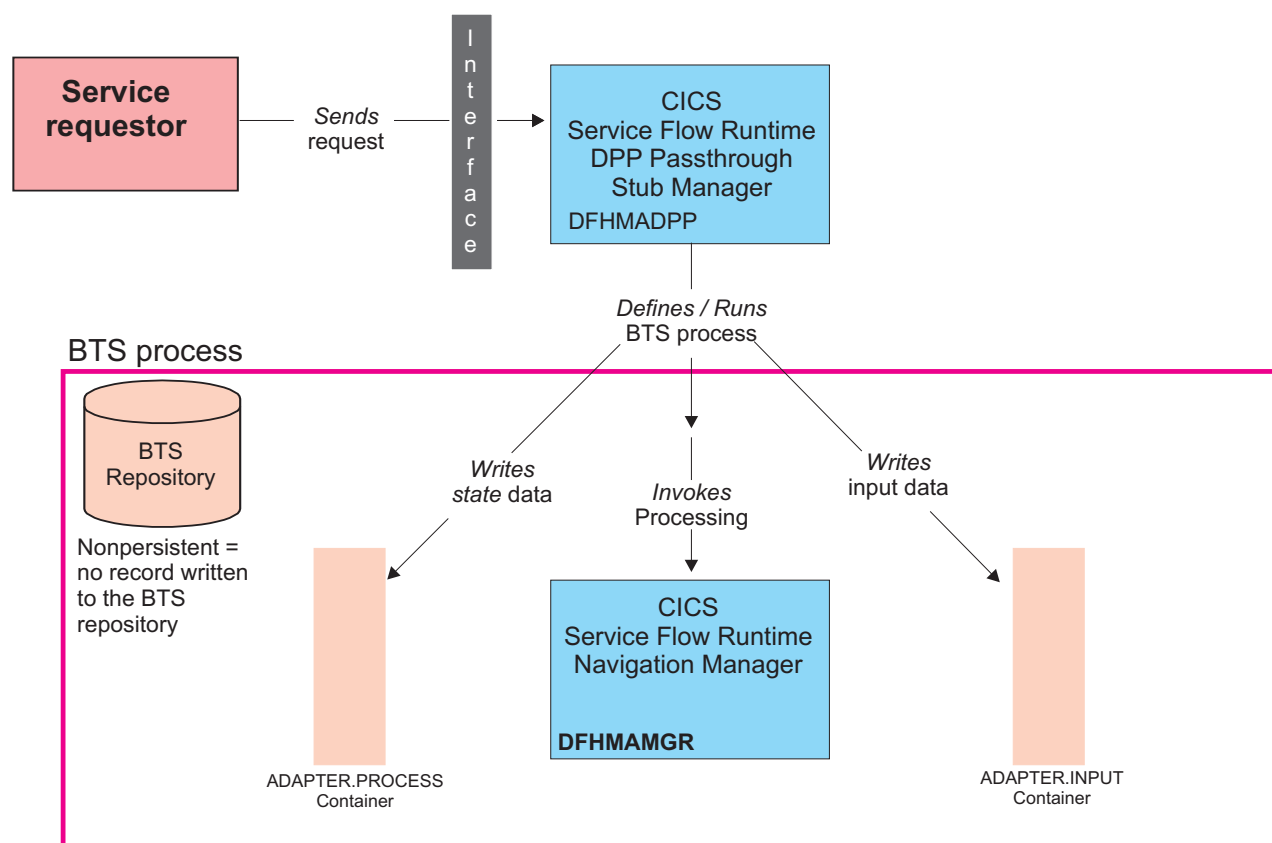 Service
requestor
Sends
request
Interface
CICS
Service Flow Runtime
DPP Passthrough
Stub Manager
DFHMADPP
Defines / Runs
BTS process
BTS process
BTS
Repository
Nonpersistent =
no record written
to the BTS
repository
Writes
state data
Invokes
Processing
Writes
input data
ADAPTER.PROCESS
Container
CICS
Service Flow Runtime
Navigation Manager
DFHMAMGR
ADAPTER.INPUT
Container